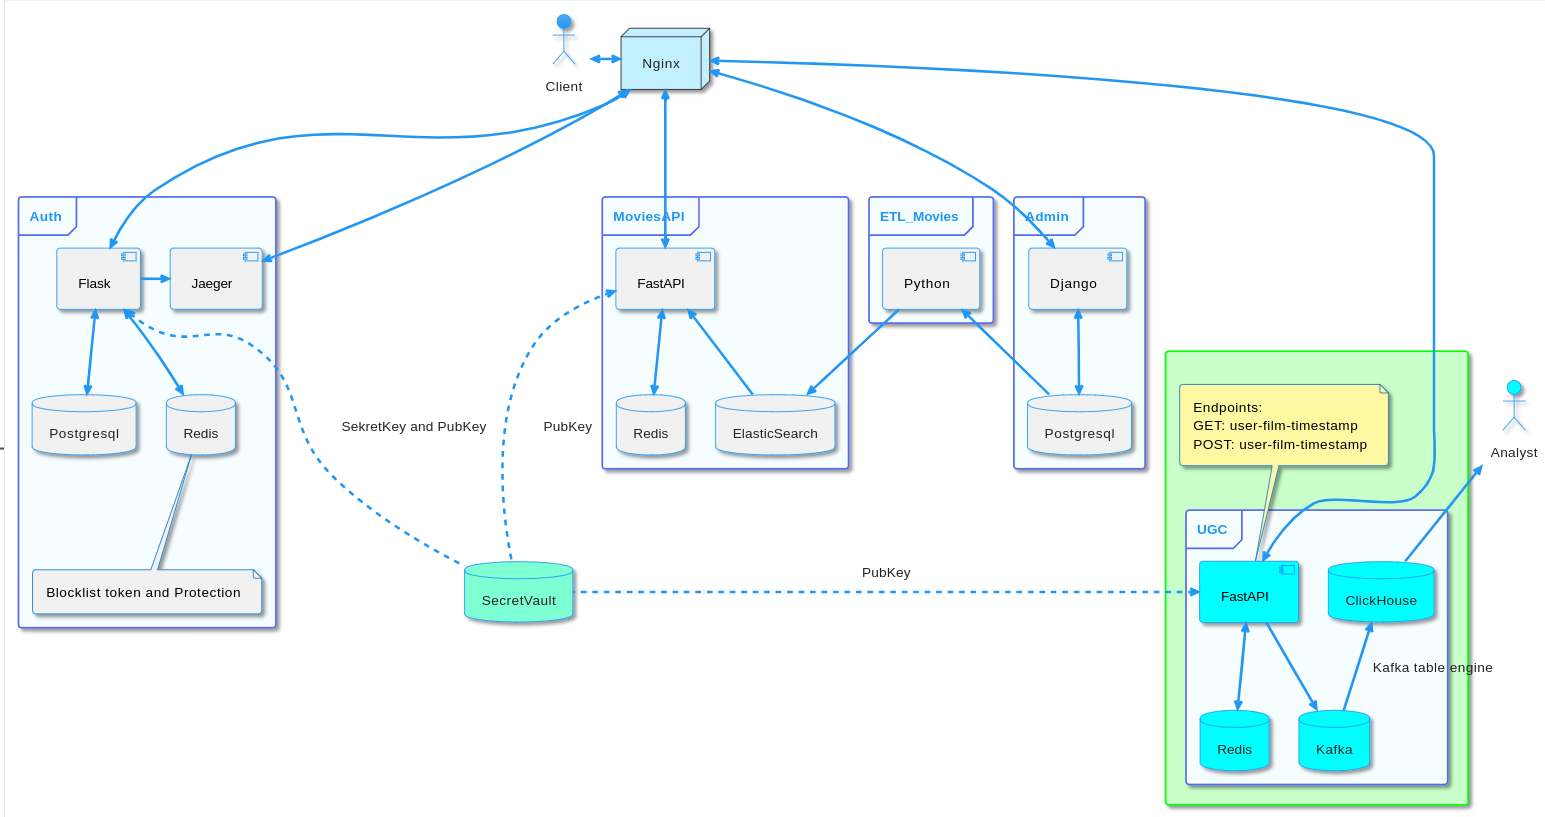 Client
Nginx
Auth
Flask
Jaeger
Postgresql
Redis
Blocklist token and Protection
SekretKey and PubKey
PubKey
MoviesAPI
FastAPI
Redis
ElasticSearch
ETL_Movies
Python
Admin
Django
Postgresql
SecretVault
PubKey
Endpoints:
GET: user-film-timestamp
POST: user-film-timestamp
UGC
FastAPI
ClickHouse
Kafka table engine
Redis
Kafka
Analyst